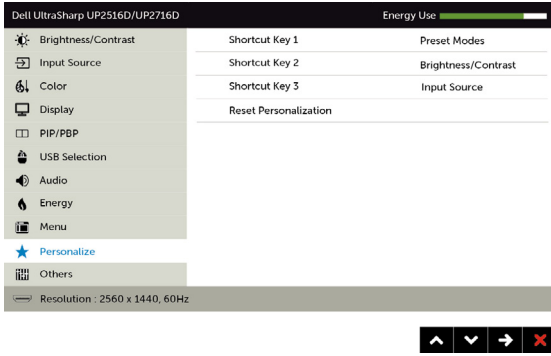 Dell UltraSharp UP2516D/UP2716D Energy Use
Brightness/Contrast Shortcut Key 1 Preset Modes
Input Source Shortcut Key 2 Brightness/Contrast
Color Shortcut Key 3 Input Source
Display Reset Personalization
PIP/PBP
USB Selection
Audio
Energy
Menu
Personalize
Others
Resolution : 2560 x 1440, 60Hz